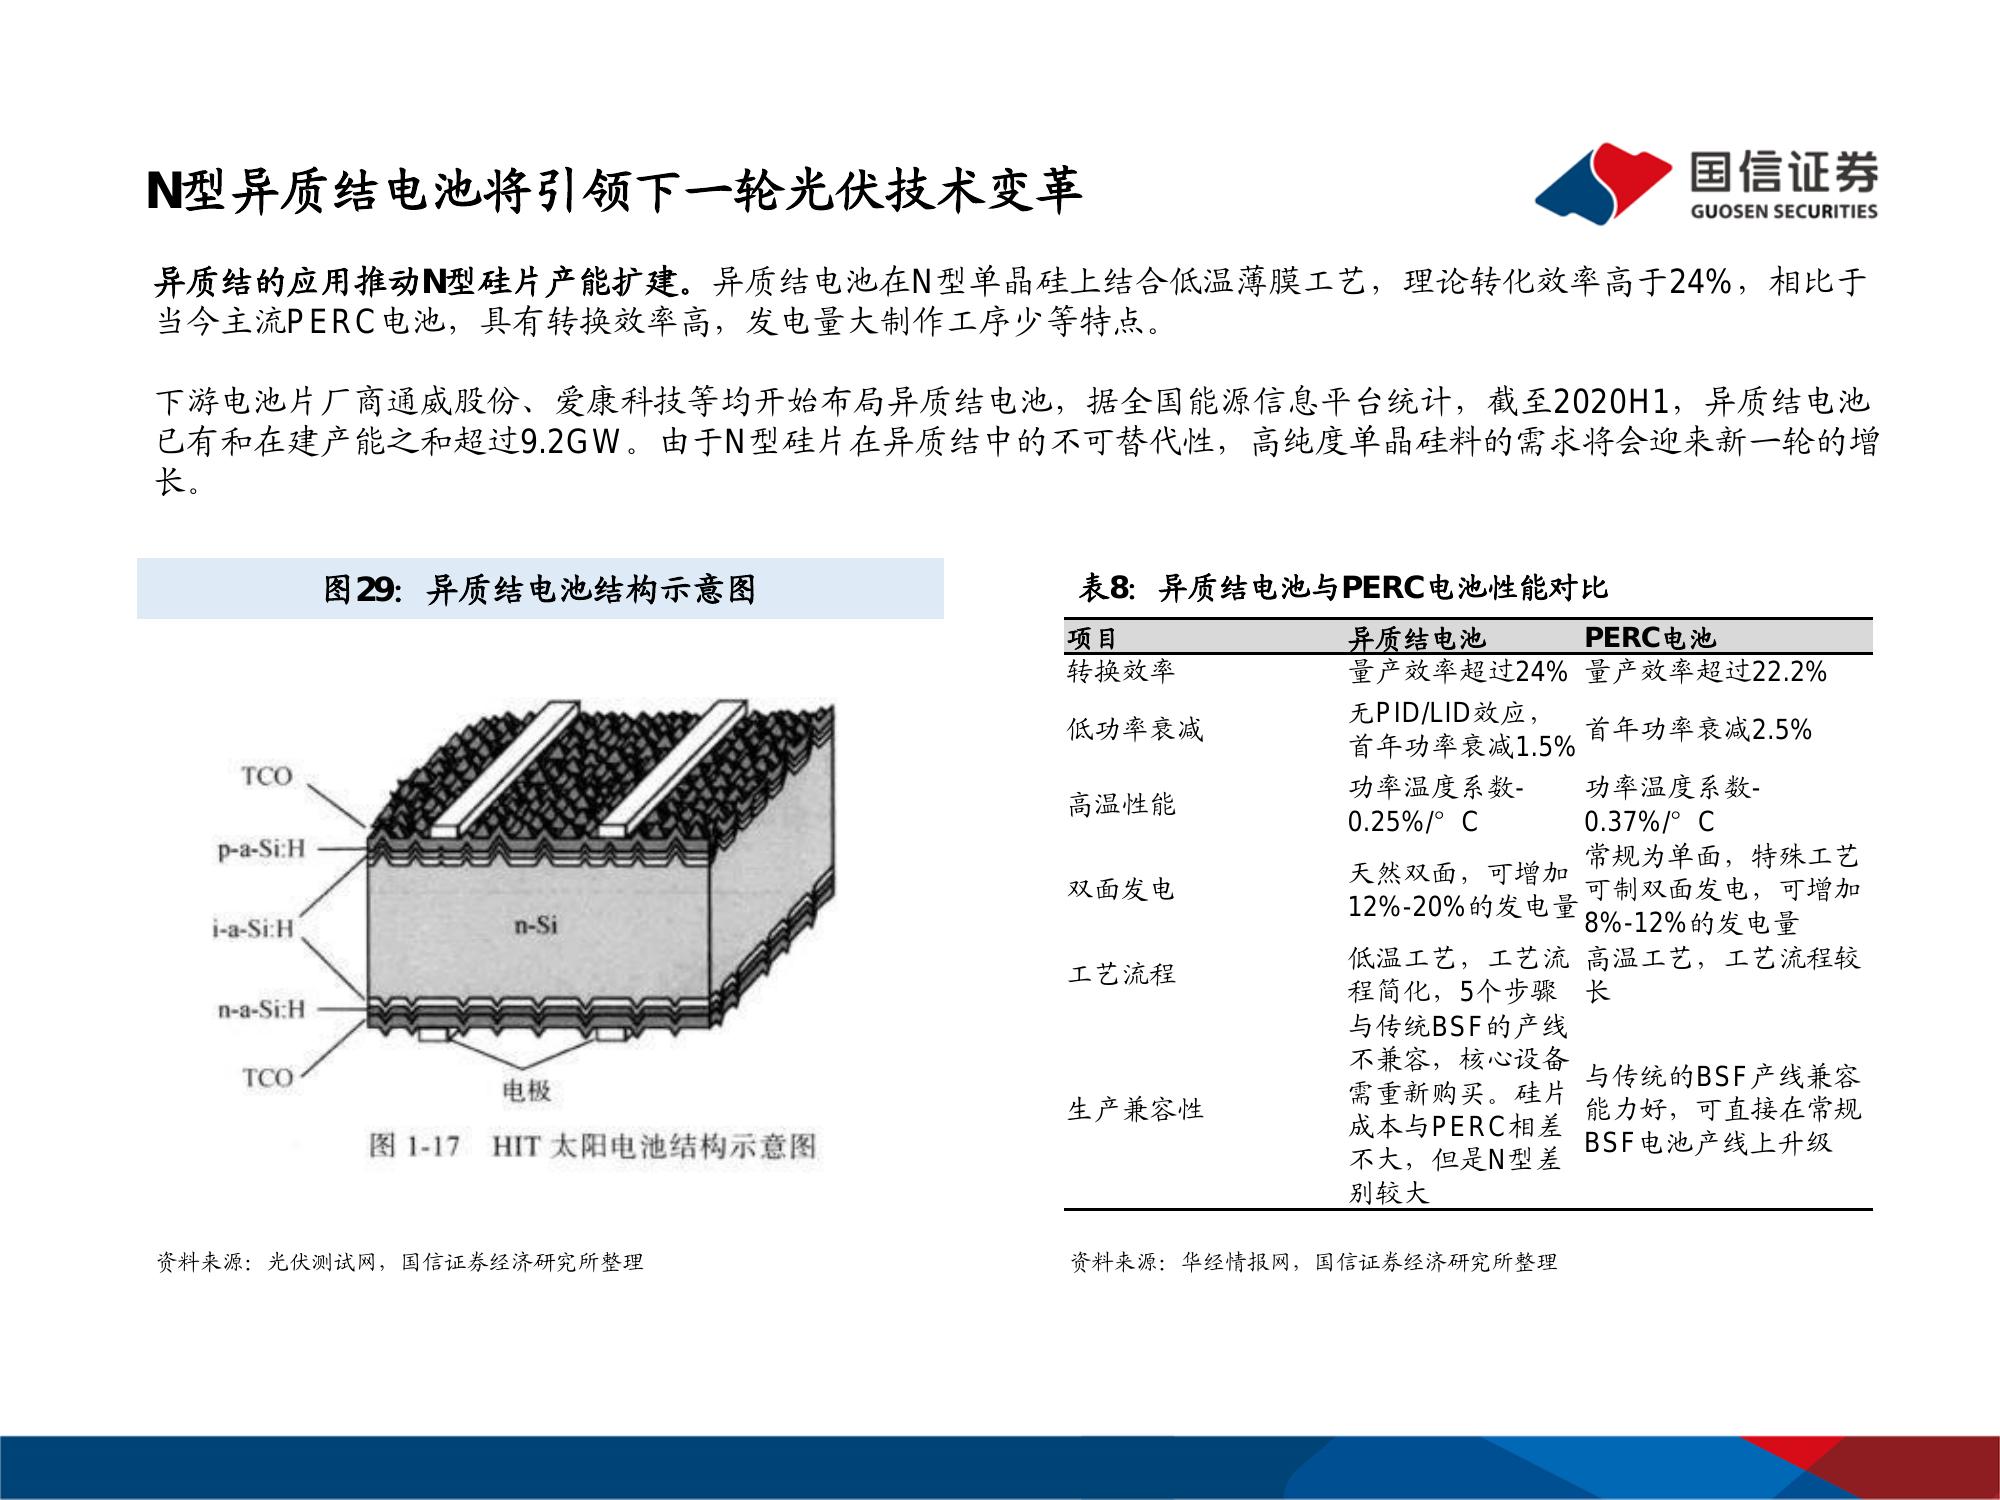 N型异质结电池将引领下一轮光伏技术变革
国信证券
GUOSEN SECURITIES
异质结的应用推动N型硅片产能扩建。异质结电池在N型单晶硅上结合低温薄膜工艺，理论转化效率高于24%，相比于
当今主流PERC电池，具有转换效率高，发电量大制作工序少等特点。
下游电池片厂商通威股份、爱康科技等均开始布局异质结电池，据全国能源信息平台统计，截至2020H1，异质结电池
已有和在建产能之和超过9.2GW。由于N型硅片在异质结中的不可替代性，高纯度单晶硅料的需求将会迎来新一轮的增
长。
图29：异质结电池结构示意图
TCO
p-a-Si:H
i-a-Si:H
n-Si
n-a-Si:H
TCO
电极
图 1-17 HIT 太阳电池结构示意图
资料来源：光伏测试网，国信证券经济研究所整理
表8：异质结电池与PERC电池性能对比
项目 异质结电池 PERC电池
转换效率 量产效率超过24% 量产效率超过22.2%
低功率衰减
无PID/LID效应，
首年功率衰减1.5%
首年功率衰减2.5%
高温性能
功率温度系数-
0.25%/°C
功率温度系数-
0.37%/°C
双面发电
天然双面，可增加
12%-20%的发电量
常规为单面，特殊工艺
可制双面发电，可增加
8%-12%的发电量
工艺流程
低温工艺，工艺流
程简化，5个步骤
高温工艺，工艺流程较
长
生产兼容性
与传统BSF的产线
不兼容，核心设备
需重新购买。硅片
成本与PERC相差
不大，但是N型差
别较大
与传统的BSF产线兼容
能力好，可直接在常规
BSF电池产线上升级
资料来源：华经情报网，国信证券经济研究所整理